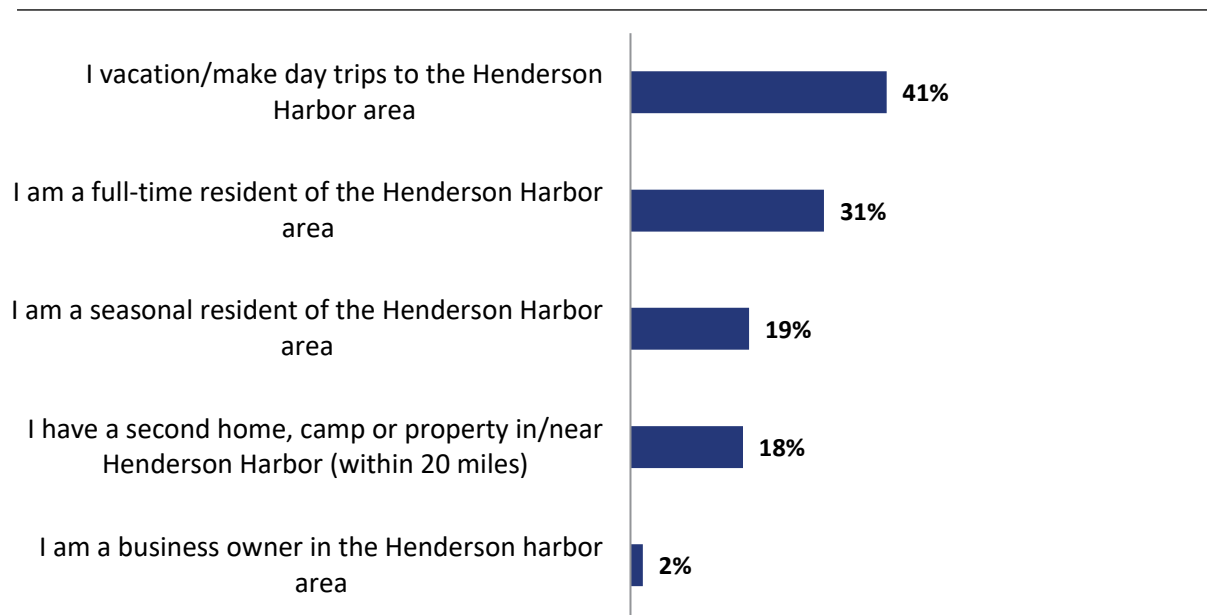 I vacation/make day trips to the Henderson
Harbor area
41%
I am a full-time resident of the Henderson Harbor
area
31%
I am a seasonal resident of the Henderson Harbor
area
19%
I have a second home, camp or property in/near
Henderson Harbor (within 20 miles)
18%
I am a business owner in the Henderson harbor
area
2%